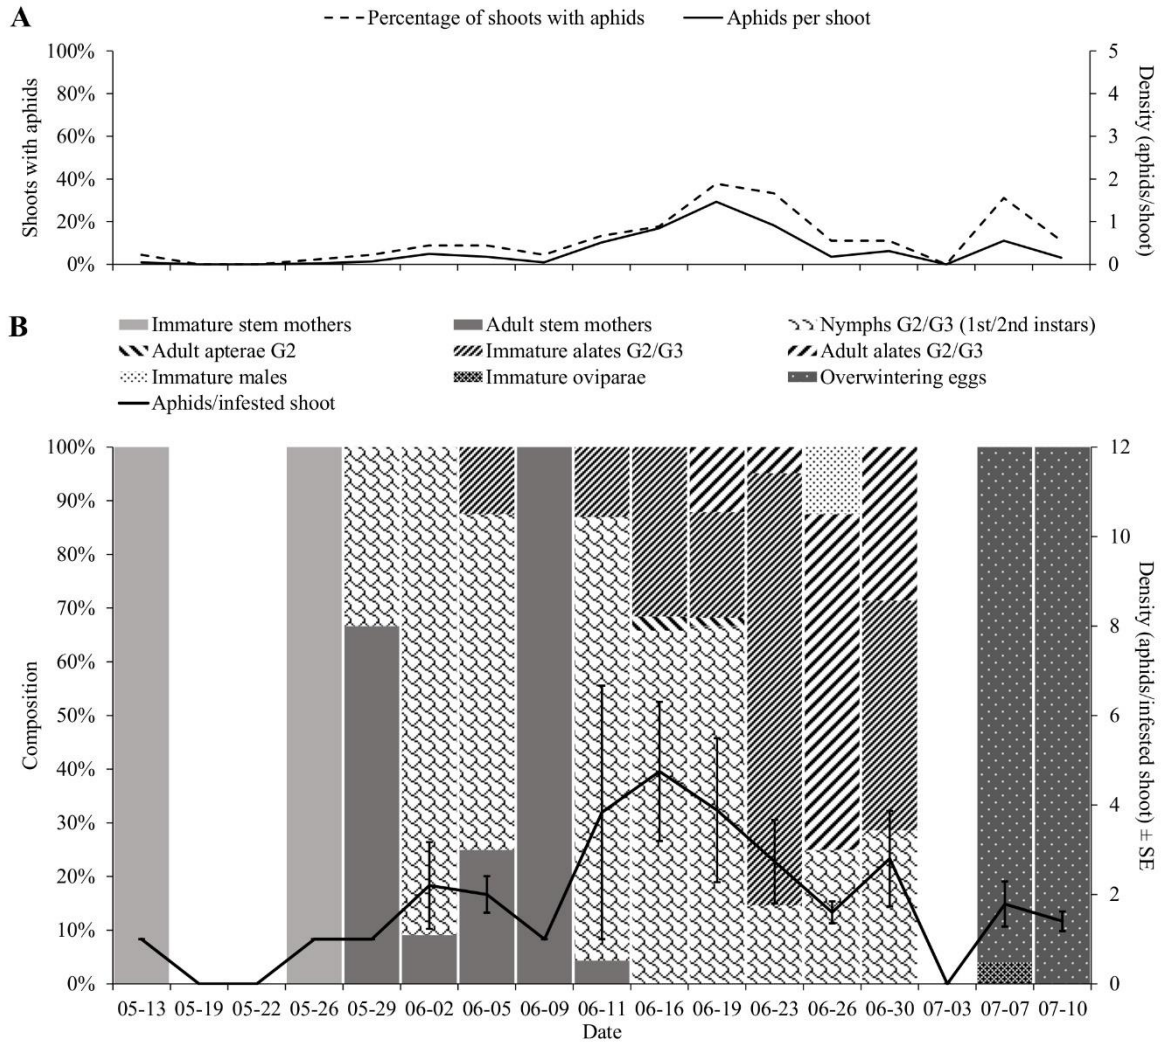 A
Percentage of shoots with aphids
Aphids per shoot
100%
80%
60%
40%
20%
0%
Shoots with aphids
5
4
3
2
1
0
Density (aphids/shoot)
B
Immature stem mothers
Adult stem mothers
Nymphs G2/G3 (1st/2nd instars)
Adult apterae G2
Immature alates G2/G3
Adult alates G2/G3
Immature males
Immature oviparae
Overwintering eggs
Aphids/infested shoot
100%
90%
80%
70%
60%
50%
40%
30%
20%
10%
0%
Composition
12
10
8
6
4
2
0
Density (aphids/infested shoot) ± SE
05-13 05-19 05-22 05-26 05-29 06-02 06-05 06-09 06-11 06-16 06-19 06-23 06-26 06-30 07-03 07-07 07-10
Date